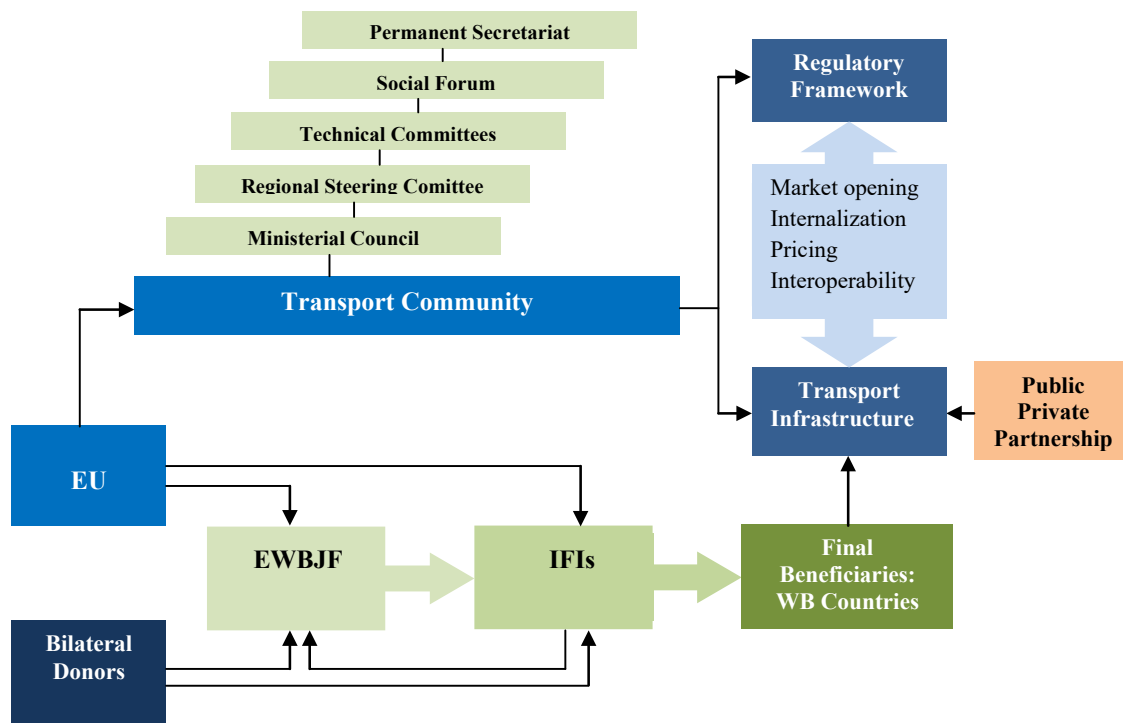 Permanent Secretariat
Social Forum
Technical Committees
Regional Steering Comittee
Ministerial Council
Transport Community
Regulatory
Framework
Market opening
Internalization
Pricing
Interoperability
Transport
Infrastructure
Public
Private
Partnership
EU
EWBJF
IFIs
Final
Beneficiaries:
WB Countries
Bilateral
Donors